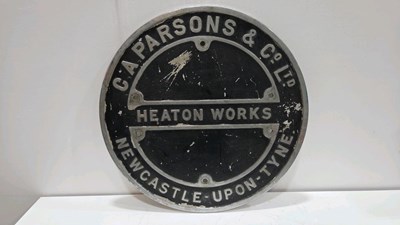 C. A. PARSONS & CO. LTD
HEATON WORKS
NEWCASTLE-UPON-TYNE.